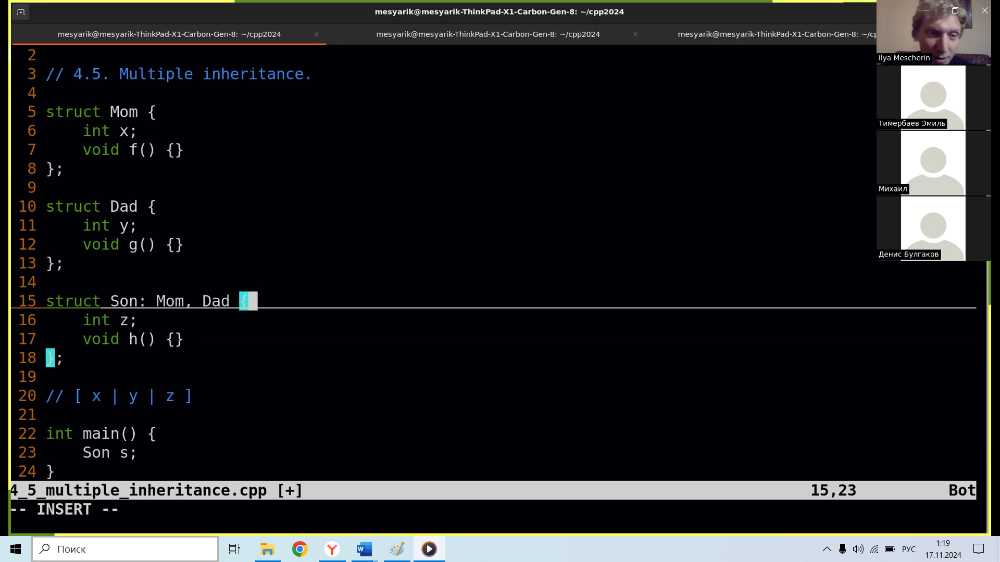 mesyarik@mesyarik-ThinkPad-X1-Carbon-Gen-8: ~/cpp2024
mesyarik@mesyarik-ThinkPad-X1-Carbon-Gen-8: ~/cpp2024 × mesyarik@mesyarik-ThinkPad-X1-Carbon-Gen-8: ~/cpp2024 × mesyarik@mesyarik-ThinkPad-X1-Carbon-Gen-8: ~/cp
Ilya Mescherin
Тимербаев Эмиль
Михаил
Денис Булгаков
2
3 // 4.5. Multiple inheritance.
4
5 struct Mom {
6     int x;
7     void f() {}
8 };
9
10 struct Dad {
11     int y;
12     void g() {}
13 };
14
15 struct Son: Mom, Dad {
16     int z;
17     void h() {}
18 };
19
20 // [ x | y | z ]
21
22 int main() {
23     Son s;
24 }
4_5_multiple_inheritance.cpp [+] 15,23 Bot
-- INSERT --
Поиск
РУС
1:19
17.11.2024